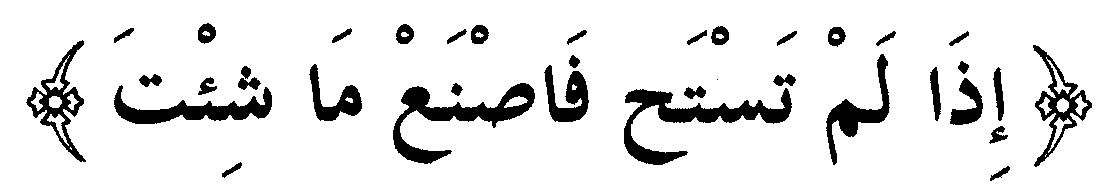 ﴿ إِذَا لَمْ تَسْتَحِ فَاصْنَعْ مَا شِئْتَ ﴾